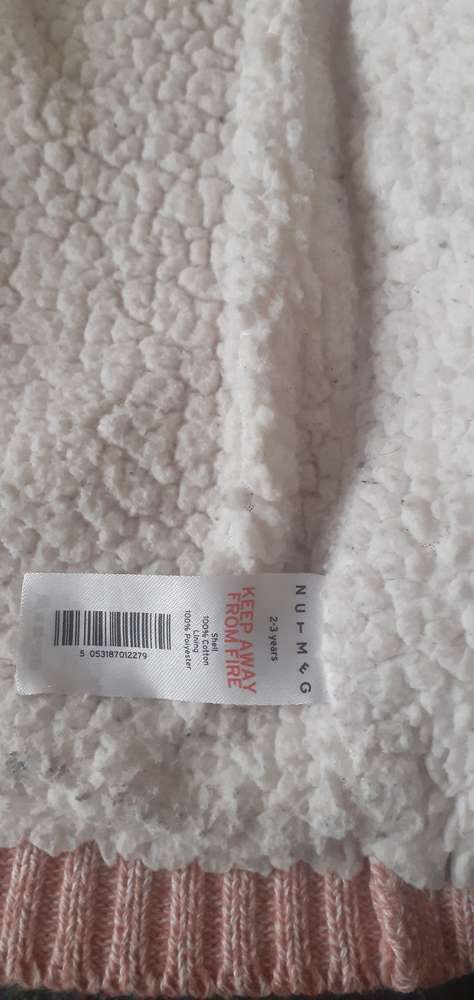 NUTMEG
2-3 years
KEEP AWAY
FROM FIRE
Shell
100% Cotton
Lining
100% Polyester
5 053187012279